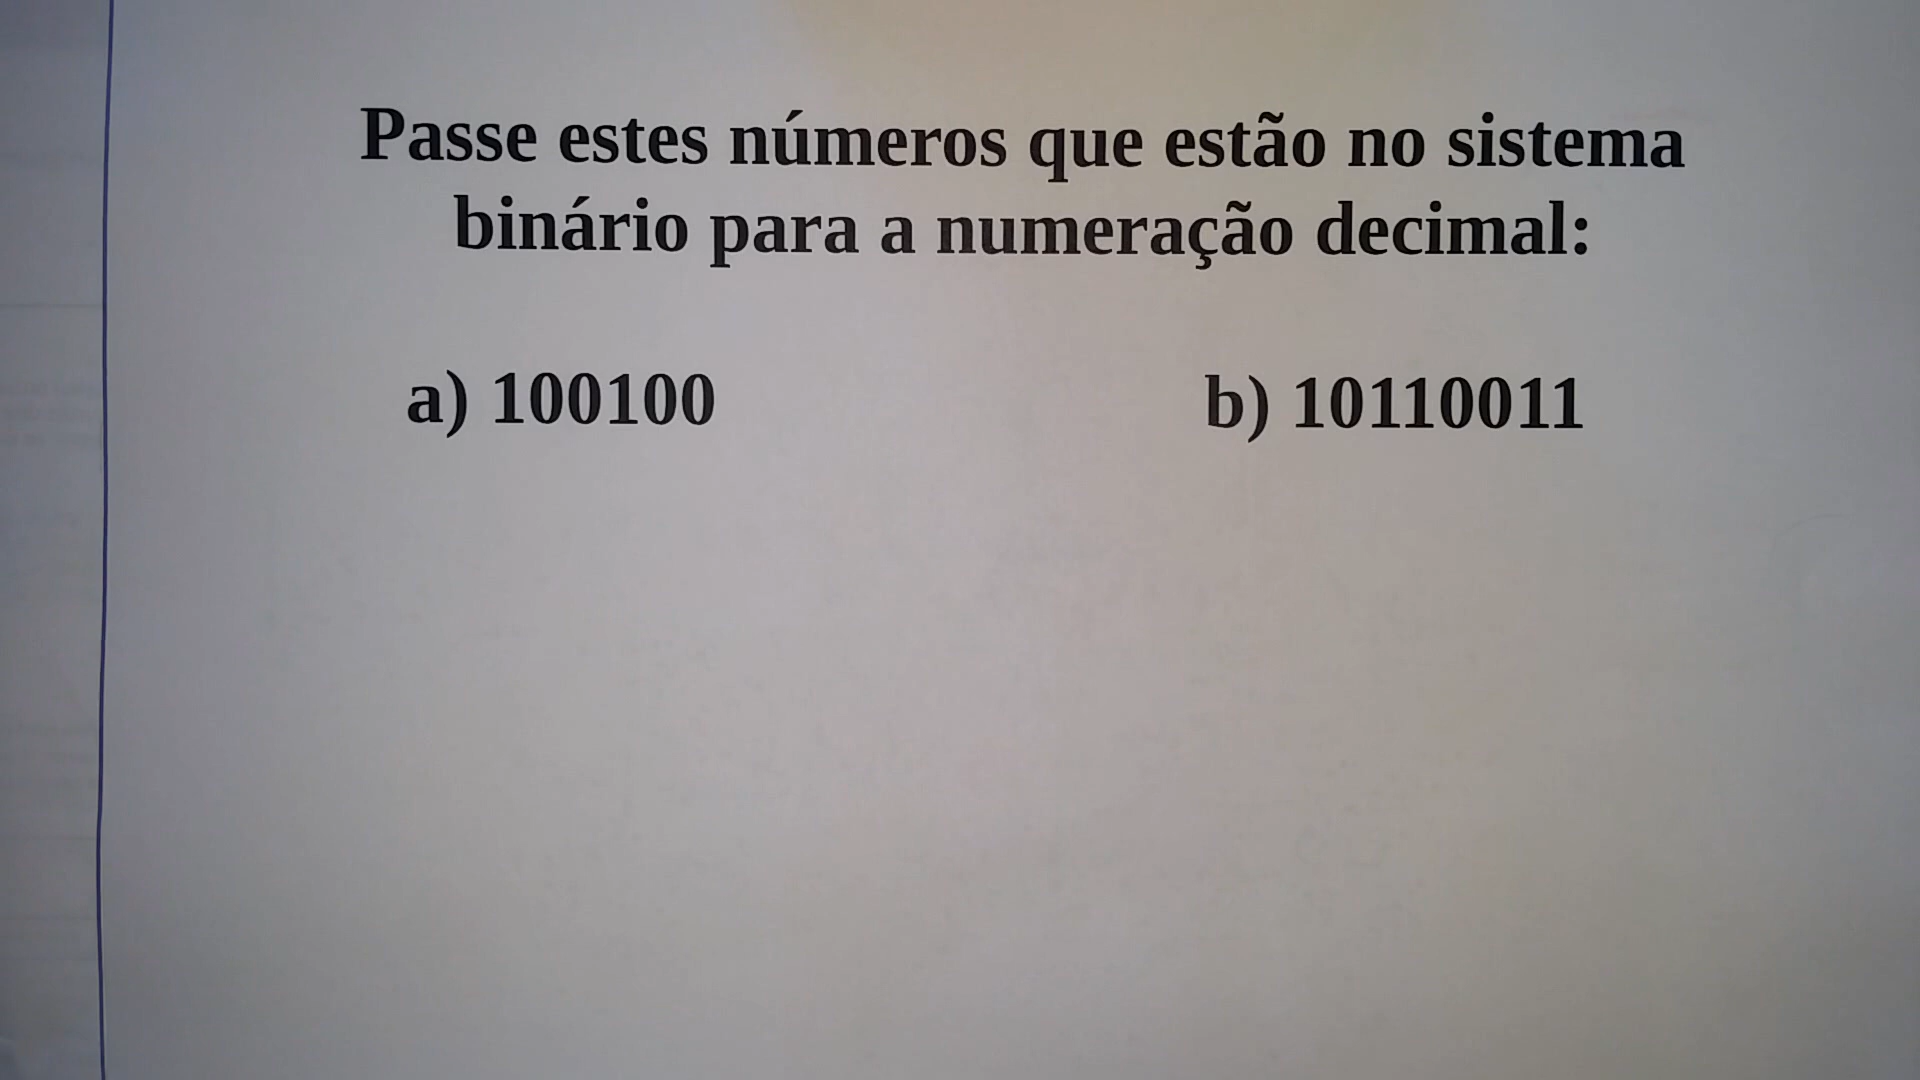 Passe estes números que estão no sistema
binário para a numeração decimal:
a) 100100 b) 10110011